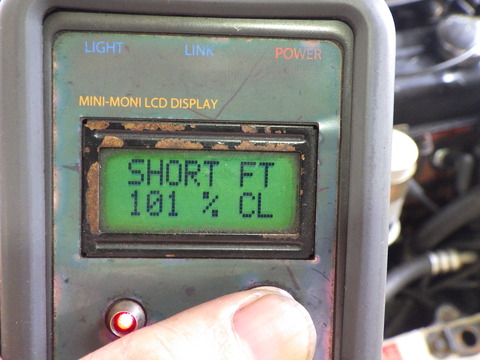 LIGHT LINK POWER
MINI-MONI LCD DISPLAY
SHORT FT
101 % CL